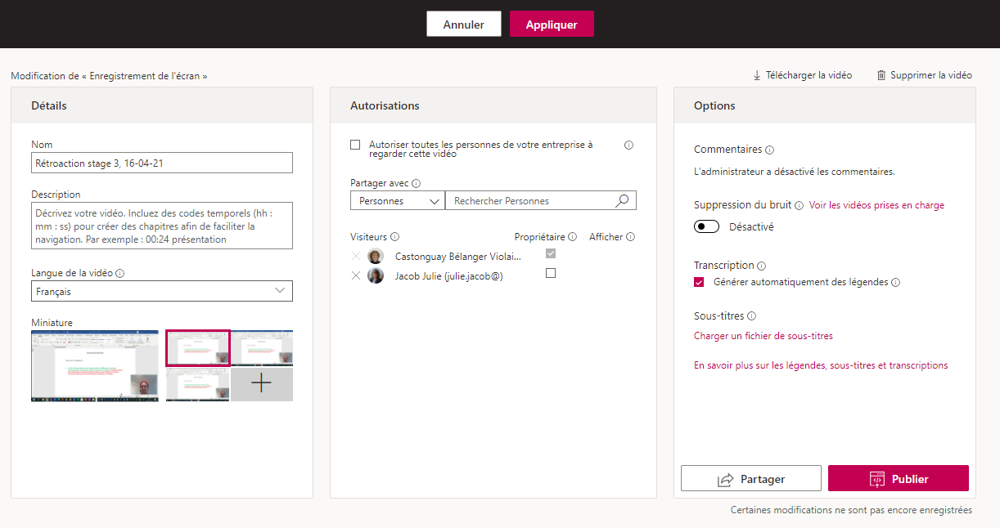 Annuler
Appliquer
Modification de « Enregistrement de l'écran »
Télécharger la vidéo
Supprimer la vidéo
Détails
Nom
Rétroaction stage 3, 16-04-21
Description
Décrivez votre vidéo. Incluez des codes temporels (hh :
mm : ss) pour créer des chapitres afin de faciliter la
navigation. Par exemple : 00:24 présentation
Langue de la vidéo
Français
Miniature
Autorisations
Autoriser toutes les personnes de votre entreprise à
regarder cette vidéo
Partager avec
Personnes
Rechercher Personnes
Visiteurs
Propriétaire
Afficher
Castonguay Bélanger Violai...
Jacob Julie (julie.jacob@)
Options
Commentaires
L'administrateur a désactivé les commentaires.
Suppression du bruit
Voir les vidéos prises en charge
Désactivé
Transcription
Générer automatiquement des légendes
Sous-titres
Charger un fichier de sous-titres
En savoir plus sur les légendes, sous-titres et transcriptions
Partager
Publier
Certaines modifications ne sont pas encore enregistrées